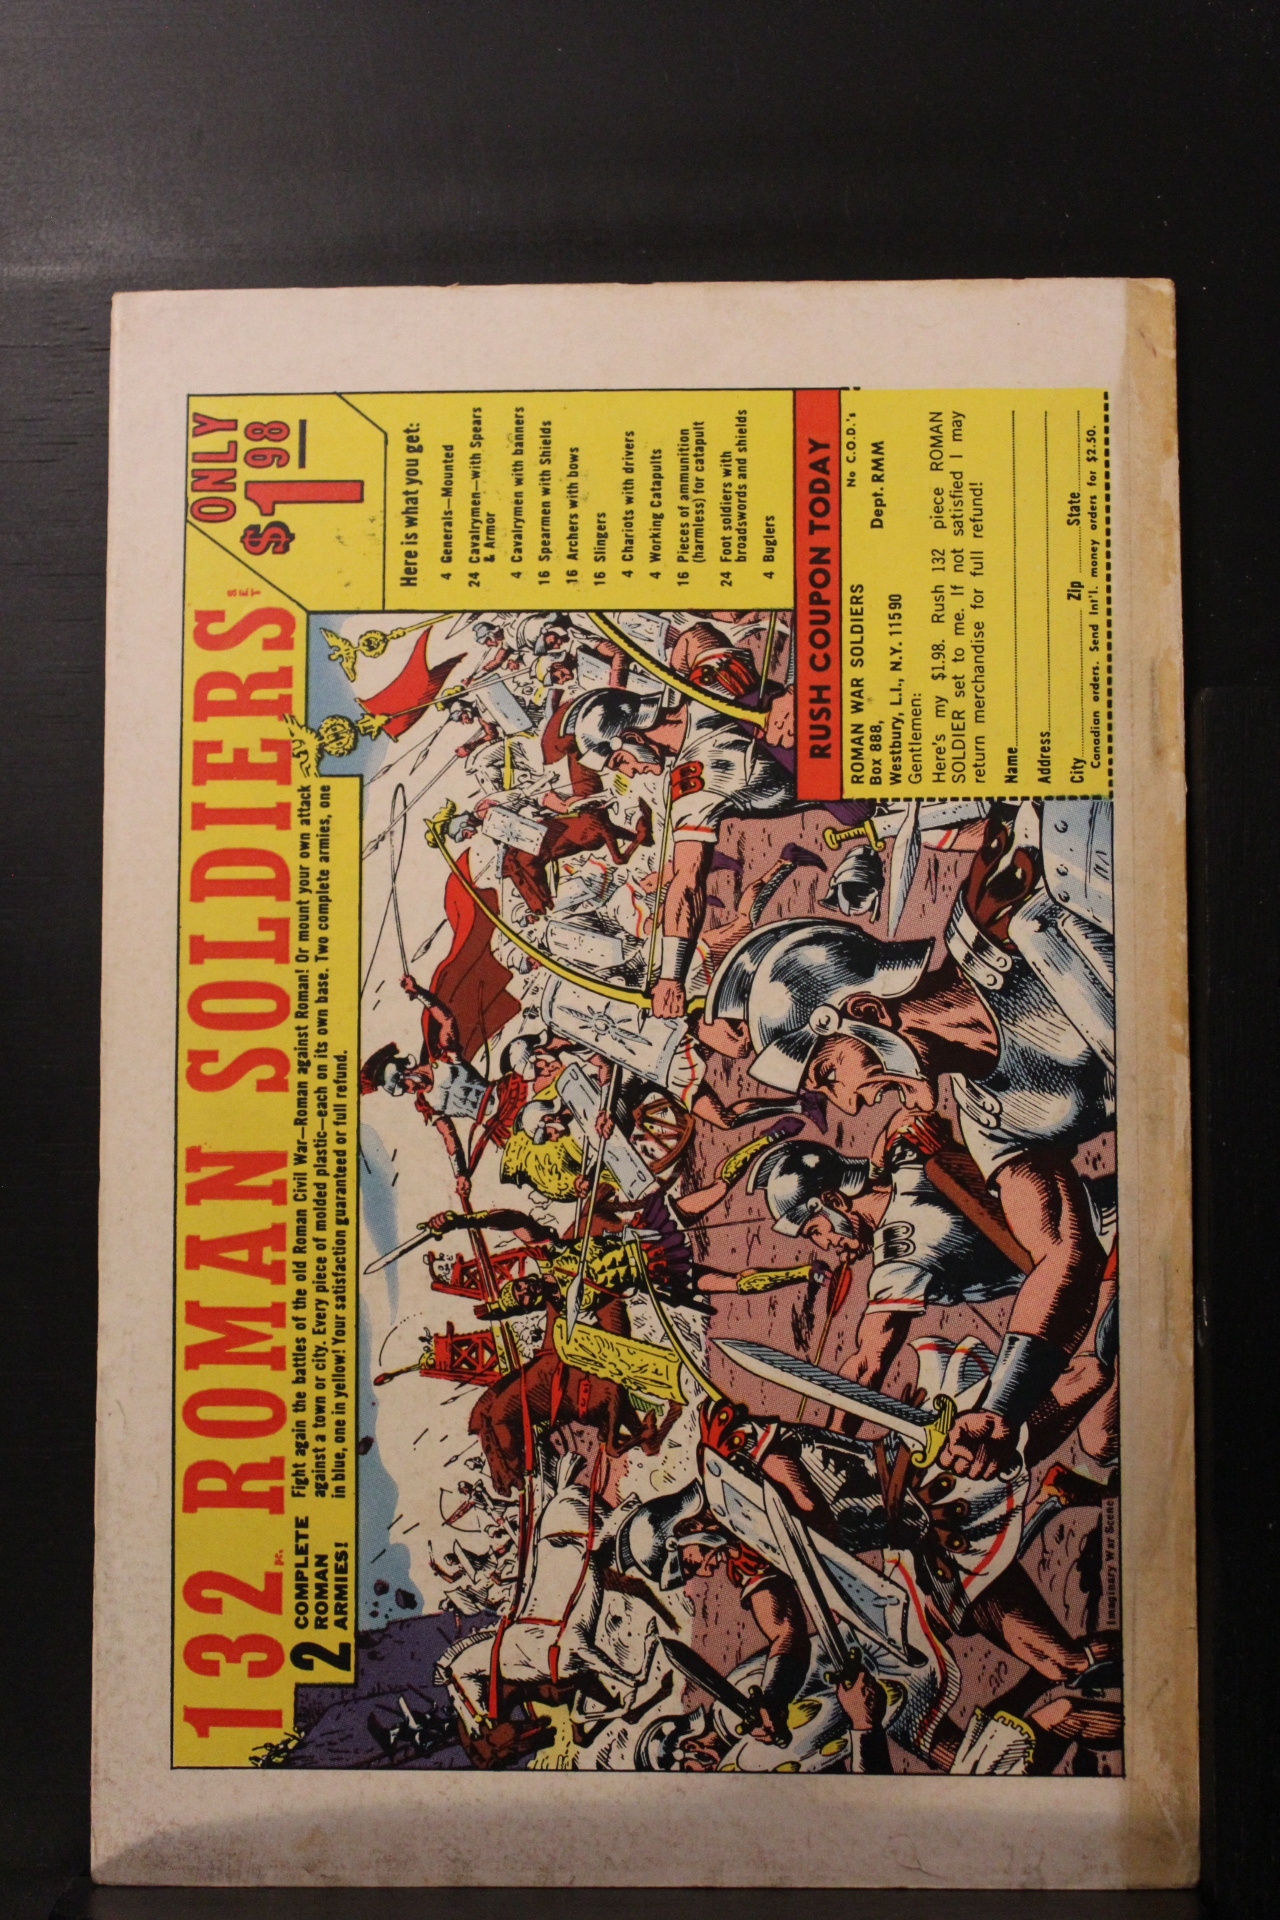 132 PC. ROMAN SOLDIERS SET
ONLY
$1 98
2 COMPLETE
ROMAN
ARMIES!
Fight again the battles of the old Roman Civil War—Roman against Roman! Or mount your own attack
against a town or city. Every piece of molded plastic—each on its own base. Two complete armies, one
in blue, one in yellow! Your satisfaction guaranteed or full refund.
Here is what you get:
4 Generals—Mounted
24 Cavalrymen—with Spears
& Armor
4 Cavalrymen with banners
16 Spearmen with Shields
16 Archers with bows
16 Slingers
4 Chariots with drivers
4 Working Catapults
16 Pieces of ammunition
(harmless) for catapult
24 Foot soldiers with
broadswords and shields
4 Buglers
RUSH COUPON TODAY
ROMAN WAR SOLDIERS No C.O.D.'s
Box 888, Dept. RMM
Westbury, L.I., N.Y. 11590
Gentlemen:
Here's my $1.98. Rush 132 piece ROMAN
SOLDIER set to me. If not satisfied I may
return merchandise for full refund!
Name
Address
City Zip State
Canadian orders. Send Int'l. money orders for $2.50.
Imaginary War Scene